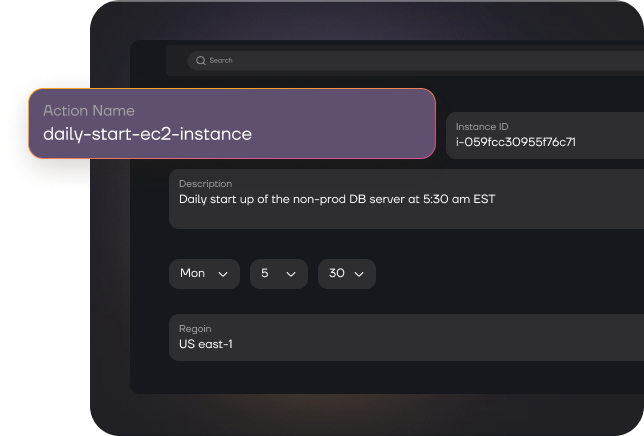 Search
Action Name
daily-start-ec2-instance
Instance ID
i-059fcc30955f76c71
Description
Daily start up of the non-prod DB server at 5:30 am EST
Mon 5 30
Regoin
US east-1